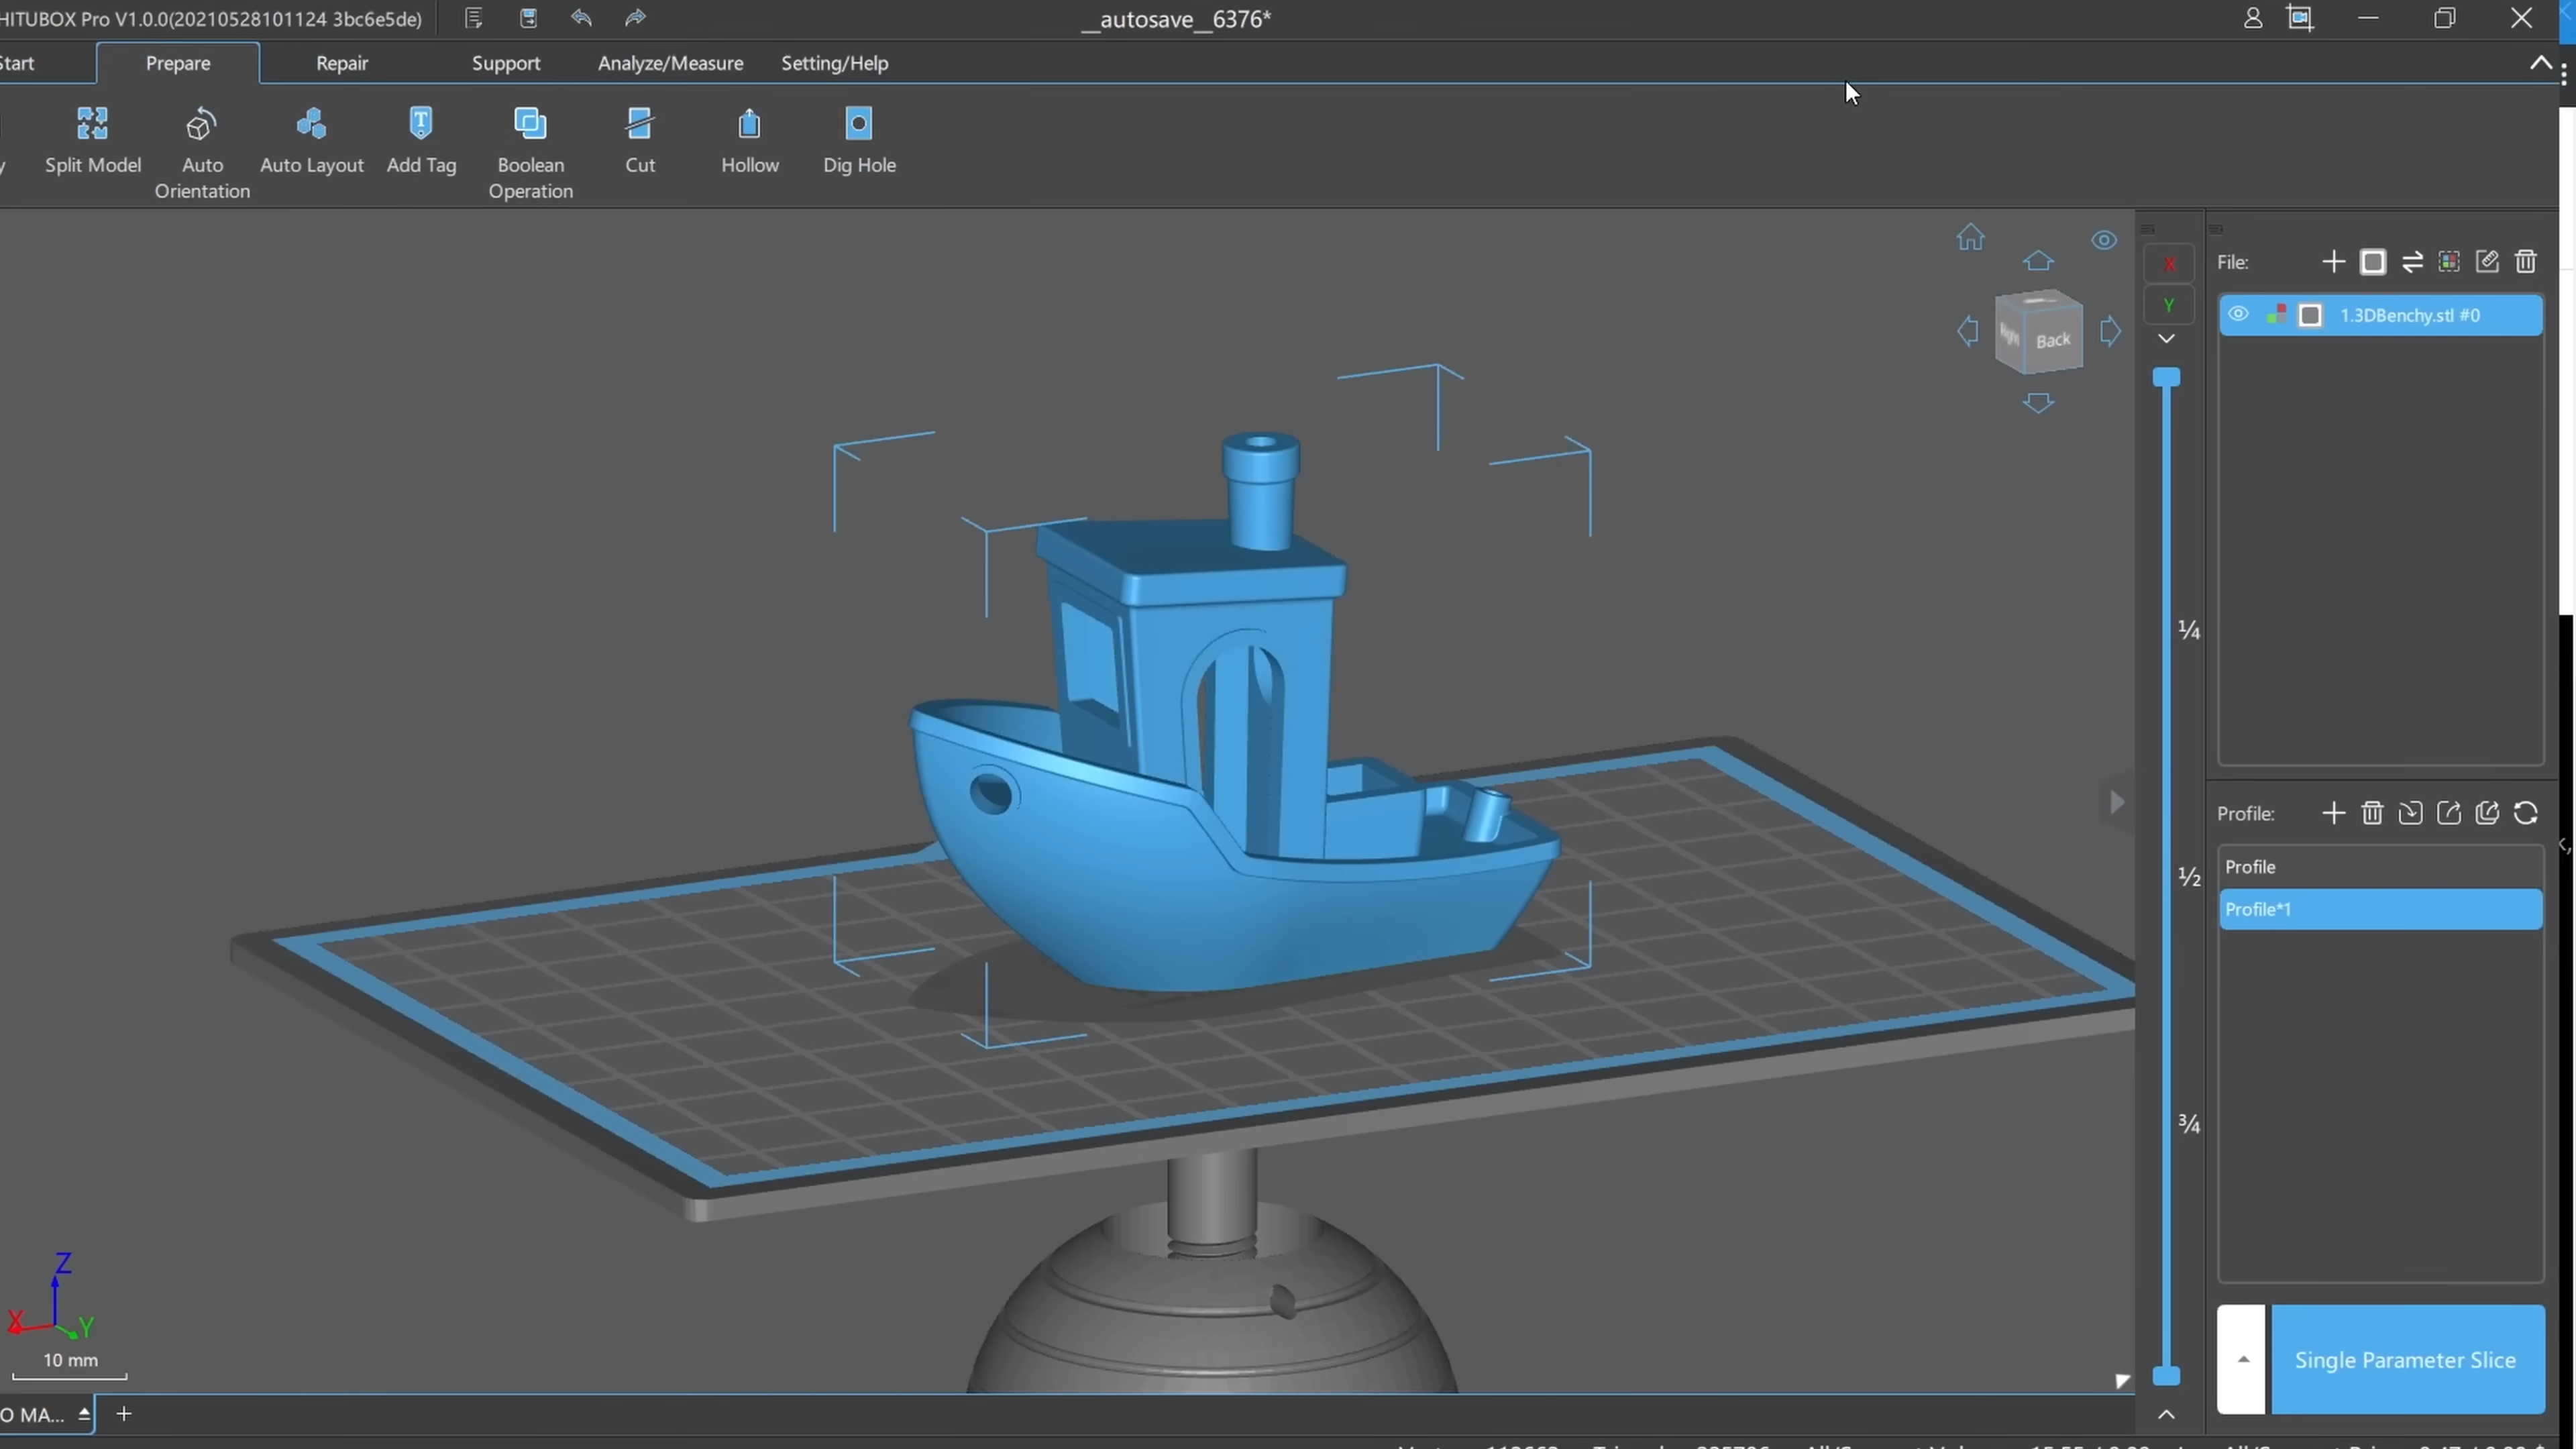 HITUBOX Pro V1.0.0(20210528101124 3bc6e5de)
__autosave__6376*
Start
Prepare
Repair
Support
Analyze/Measure
Setting/Help
y
Split Model
Auto
Orientation
Auto Layout
Add Tag
Boolean
Operation
Cut
Hollow
Dig Hole
Right
Back
X
Y
File:
1.3DBenchy.stl #0
¼
½
¾
Profile:
Profile
Profile*1
Single Parameter Slice
Z
X
Y
10 mm
O MA...